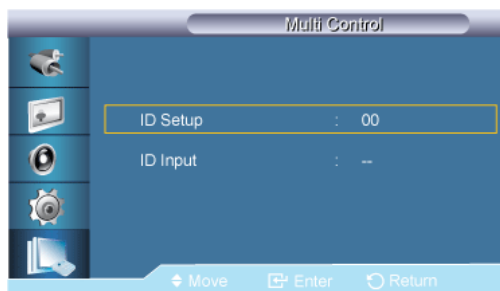 Multi Control
ID Setup : 00
ID Input : --
Move Enter Return